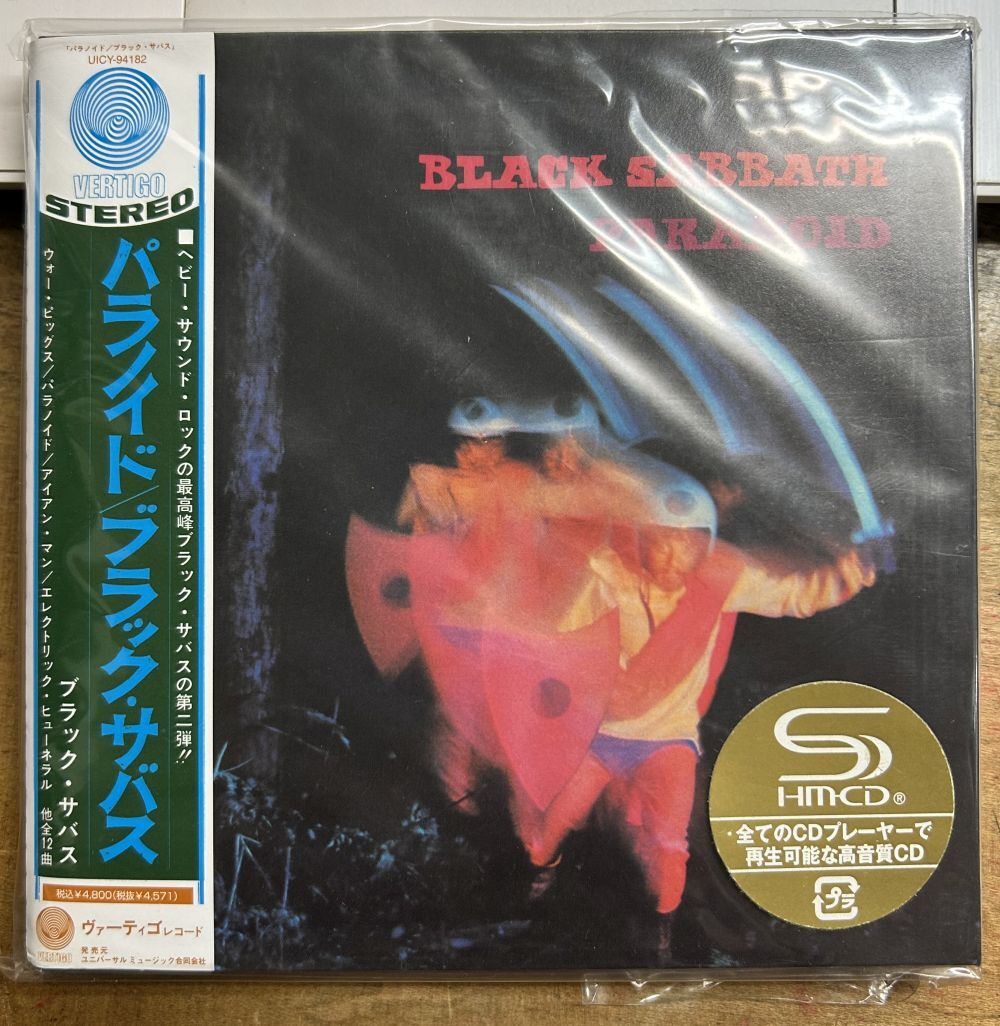 「パラノイド/ブラック・サバス」
UICY-94182
VERTIGO
STEREO
■ヘビー・サウンド・ロックの最高峰ブラック・サバスの第二弾!!
パラノイド/ブラック・サバス
ブラック・サバス
ウォー・ピッグス/パラノイド/アイアン・マン/エレクトリック・ヒューネラル 他全12曲
税込¥4,800(税抜¥4,571)
VERTIGO
ヴァーティゴレコード
発売元
ユニバーサル ミュージック合同会社
BLACK SABBATH
PARANOID
SHM-CD®
・全てのCDプレーヤーで
再生可能な高音質CD
プラ